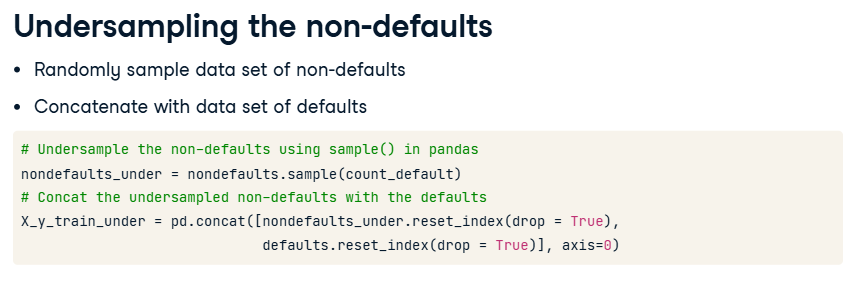 Undersampling the non-defaults
• Randomly sample data set of non-defaults
• Concatenate with data set of defaults
# Undersample the non-defaults using sample() in pandas
nondefaults_under = nondefaults.sample(count_default)
# Concat the undersampled non-defaults with the defaults
X_y_train_under = pd.concat([nondefaults_under.reset_index(drop = True),
                             defaults.reset_index(drop = True)], axis=0)